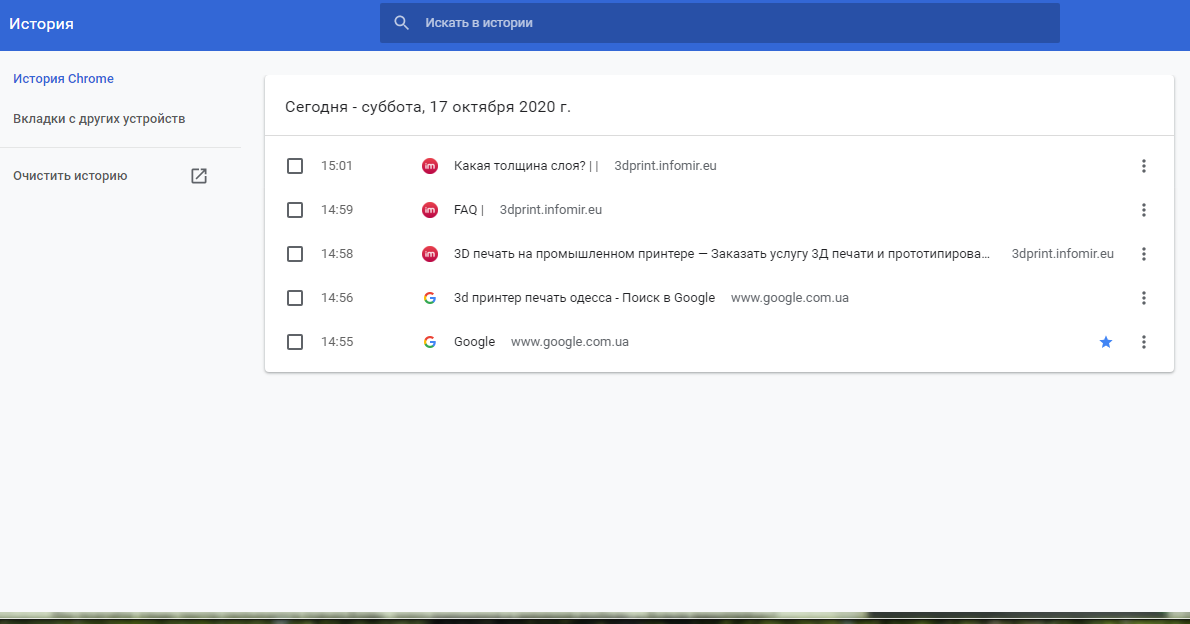 История
Искать в истории
История Chrome
Вкладки с других устройств
Очистить историю
Сегодня - суббота, 17 октября 2020 г.
15:01 im Какая толщина слоя? | | 3dprint.infomir.eu
14:59 im FAQ | 3dprint.infomir.eu
14:58 im 3D печать на промышленном принтере — Заказать услугу 3Д печати и прототипирова... 3dprint.infomir.eu
14:56 G 3d принтер печать одесса - Поиск в Google www.google.com.ua
14:55 G Google www.google.com.ua